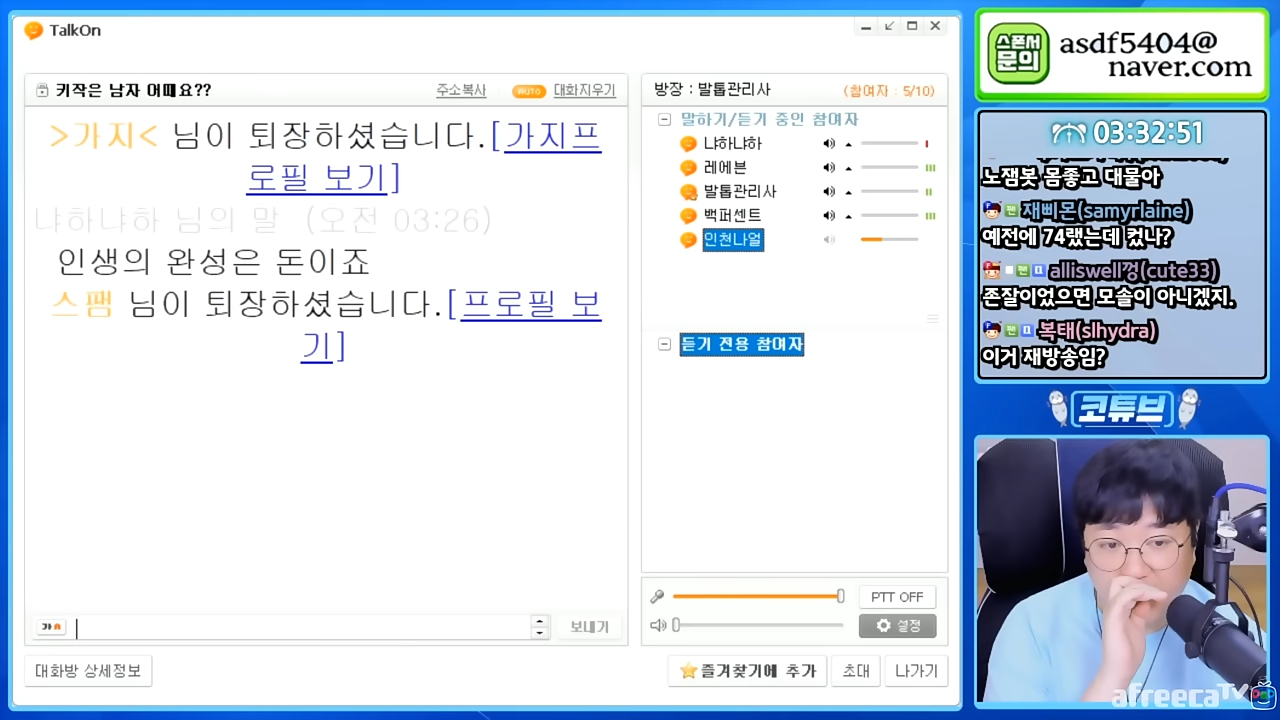 TalkOn
키작은 남자 어때요??
주소복사
AUTO
대화지우기
>가지< 님이 퇴장하셨습니다.[가지프
로필 보기]
냐하냐하 님의 말 (오전 03:26)
인생의 완성은 돈이죠
스팸 님이 퇴장하셨습니다.[프로필 보
기]
가
보내기
대화방 상세정보
방장 : 발톱관리사
(참여자 : 5/10)
말하기/듣기 중인 참여자
냐하냐하
레에븐
발톱관리사
백퍼센트
인천나얼
듣기 전용 참여자
PTT OFF
설정
즐겨찾기에 추가
초대
나가기
스폰서
문의
asdf5404@
naver.com
03:32:51
노잼봇 몸좋고 대물아
팬
재삐몬(samyrlaine)
예전에 74랬는데 컸나?
팬
alliswell껑(cute33)
존잘이었으면 모솔이 아니겠지.
팬
복태(slhydra)
이거 재방송임?
코튜브
afreecaTV